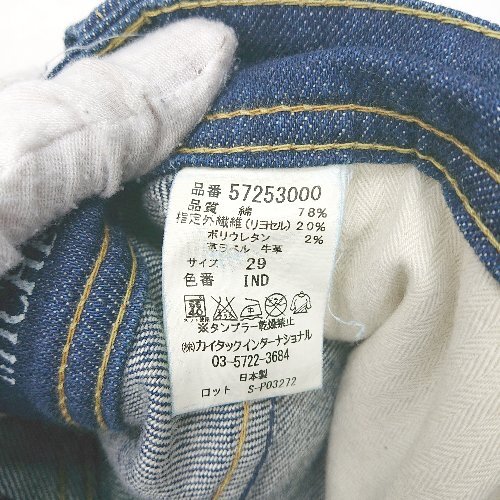 品番 57253000
品質 綿 78%
指定外繊維(リヨセル) 20%
ポリウレタン 2%
革ラベル 牛革
サイズ 29
色番 IND
※タンブラー乾燥禁止
(株)カイタックインターナショナル
03-5722-3684
日本製
ロット S-P03272